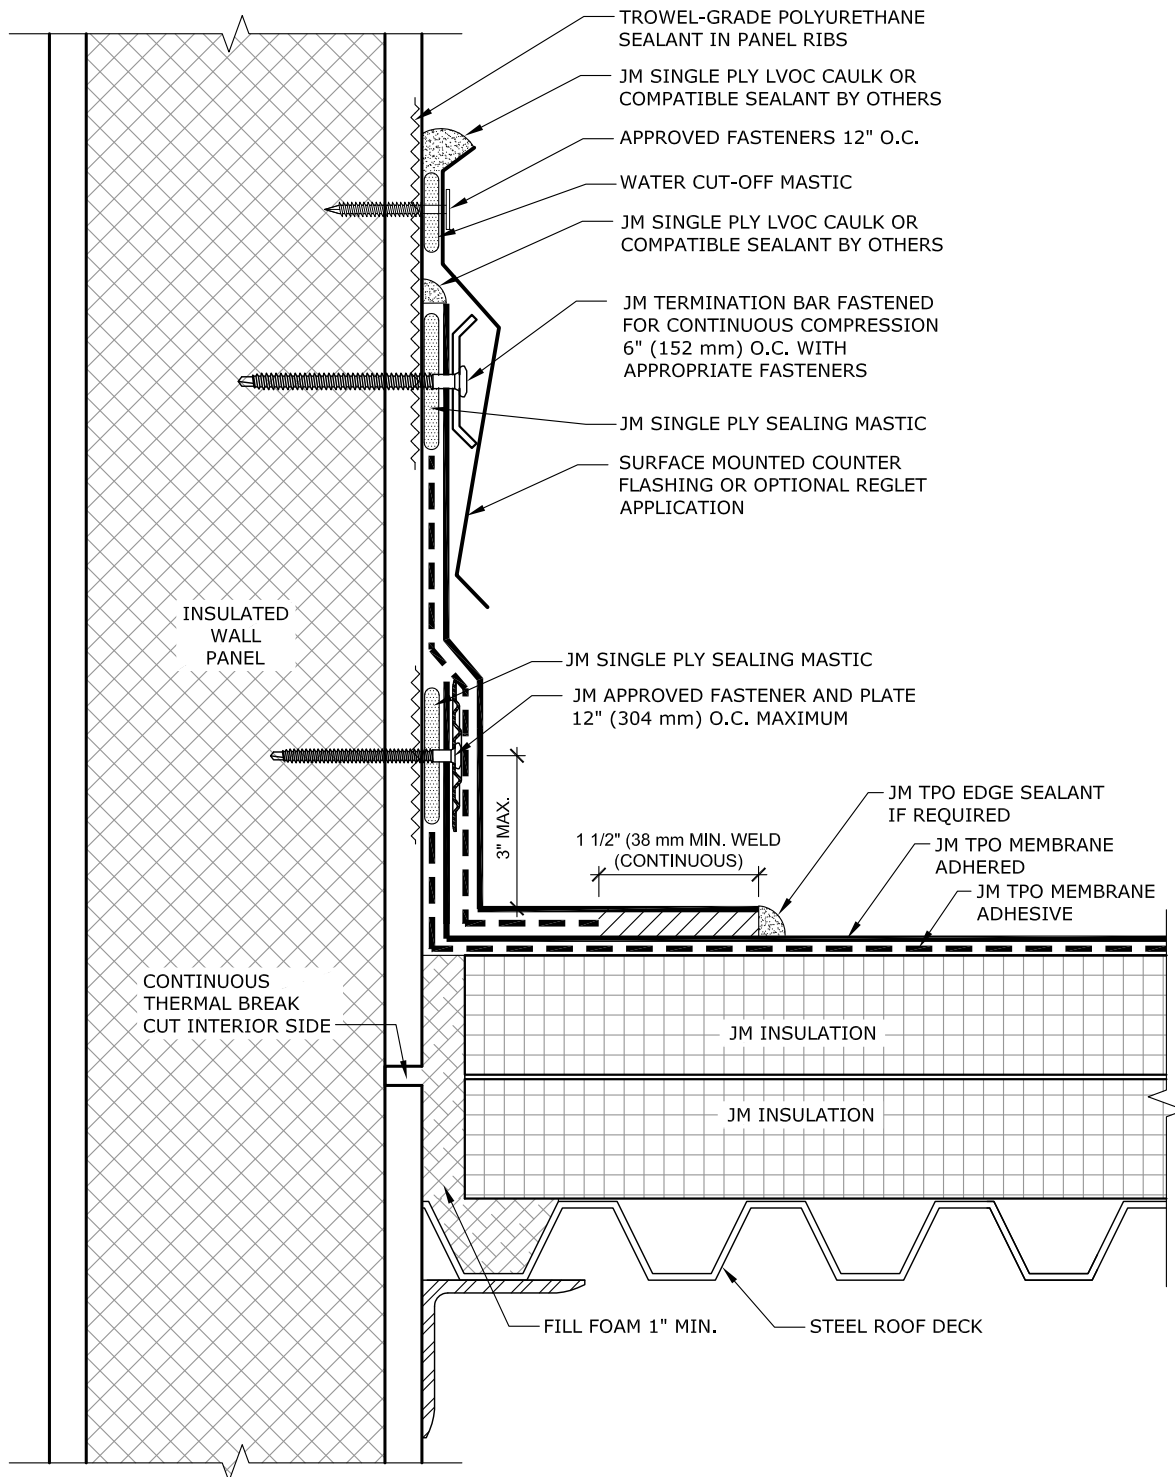 TROWEL-GRADE POLYURETHANE
SEALANT IN PANEL RIBS
JM SINGLE PLY LVOC CAULK OR
COMPATIBLE SEALANT BY OTHERS
APPROVED FASTENERS 12" O.C.
WATER CUT-OFF MASTIC
JM SINGLE PLY LVOC CAULK OR
COMPATIBLE SEALANT BY OTHERS
JM TERMINATION BAR FASTENED
FOR CONTINUOUS COMPRESSION
6" (152 mm) O.C. WITH
APPROPRIATE FASTENERS
JM SINGLE PLY SEALING MASTIC
SURFACE MOUNTED COUNTER
FLASHING OR OPTIONAL REGLET
APPLICATION
INSULATED
WALL
PANEL
JM SINGLE PLY SEALING MASTIC
JM APPROVED FASTENER AND PLATE
12" (304 mm) O.C. MAXIMUM
3" MAX.
1 1/2" (38 mm MIN. WELD
(CONTINUOUS)
JM TPO EDGE SEALANT
IF REQUIRED
JM TPO MEMBRANE
ADHERED
JM TPO MEMBRANE
ADHESIVE
CONTINUOUS
THERMAL BREAK
CUT INTERIOR SIDE
JM INSULATION
JM INSULATION
FILL FOAM 1" MIN.
STEEL ROOF DECK